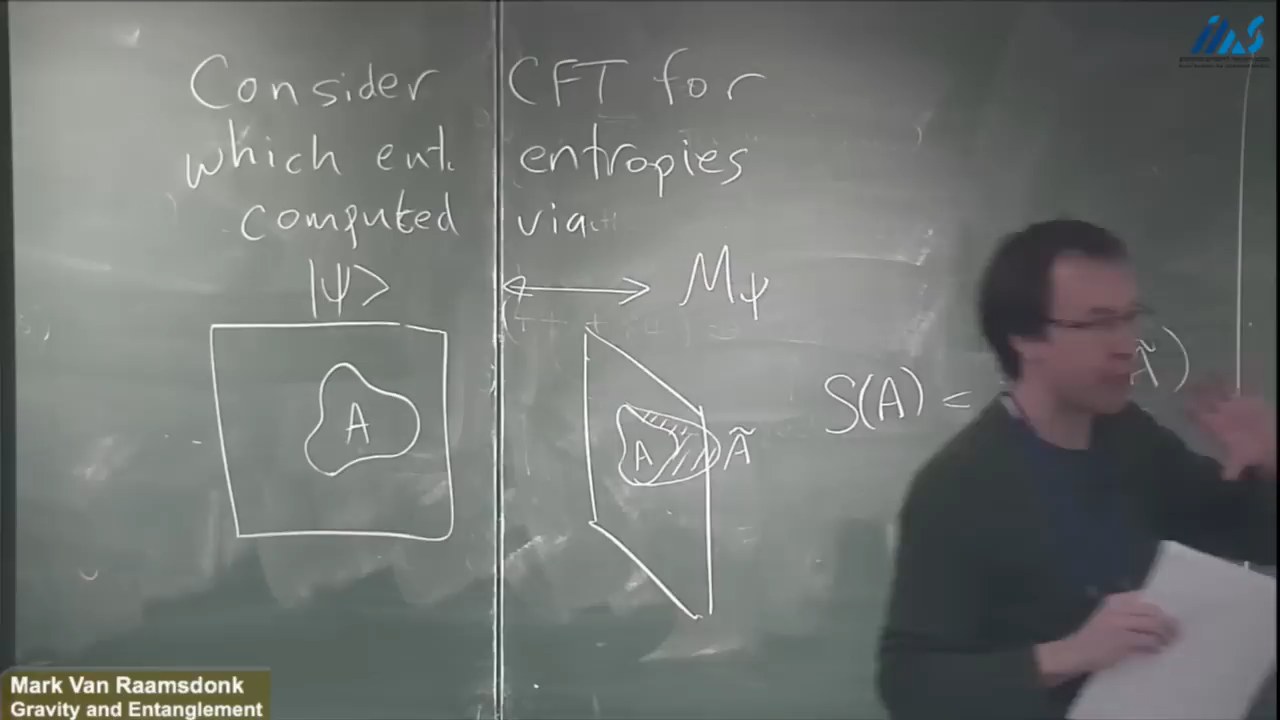 Consider CFT for
which ent. entropies
computed via
|ψ> ↔ Mψ
A
A Ã
S(A) = Ã)
Mark Van Raamsdonk
Gravity and Entanglement